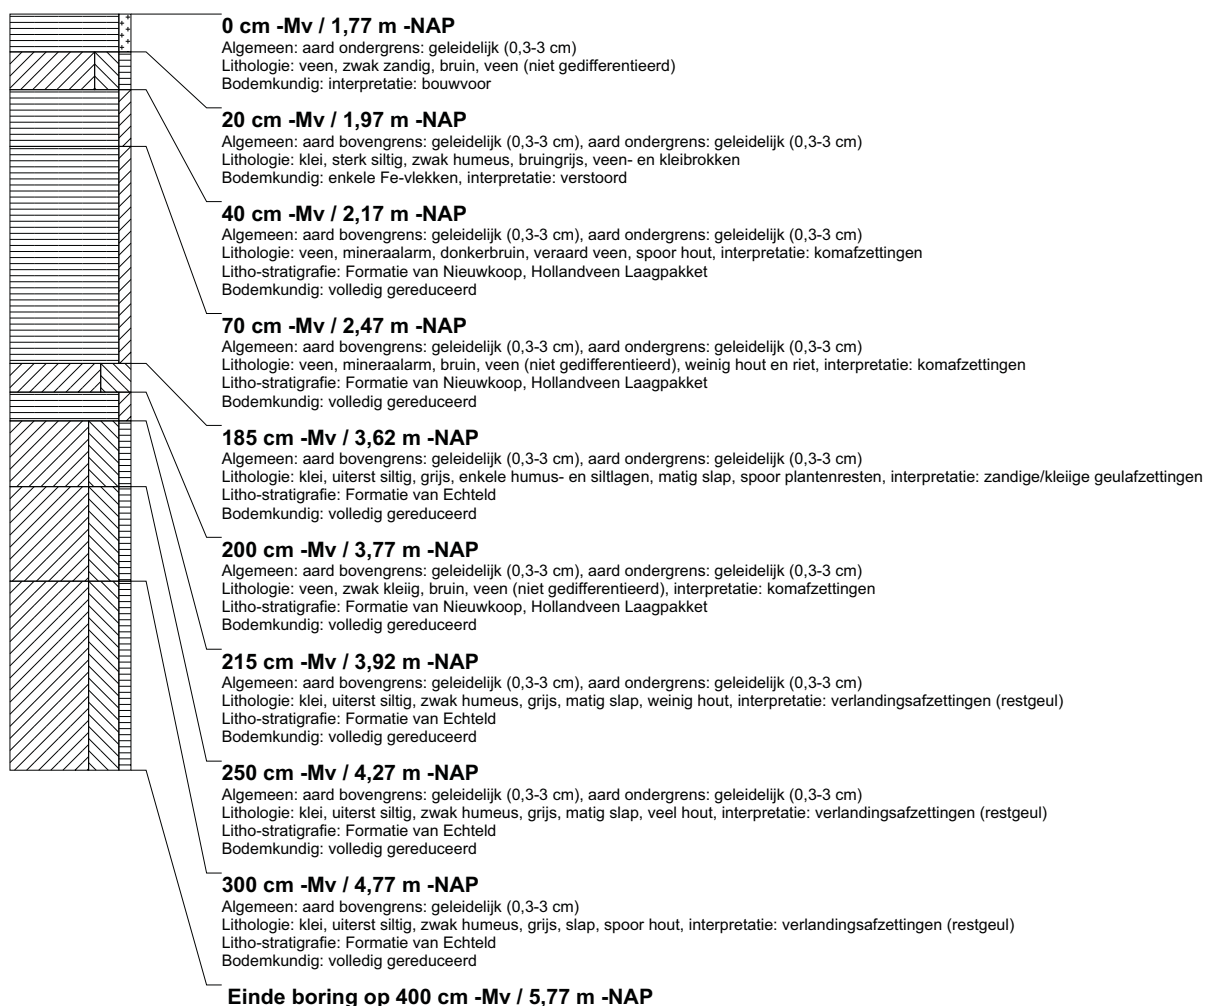 0 cm -Mv / 1,77 m -NAP
Algemeen: aard ondergrens: geleidelijk (0,3-3 cm)
Lithologie: veen, zwak zandig, bruin, veen (niet gedifferentieerd)
Bodemkundig: interpretatie: bouwvoor
20 cm -Mv / 1,97 m -NAP
Algemeen: aard bovengrens: geleidelijk (0,3-3 cm), aard ondergrens: geleidelijk (0,3-3 cm)
Lithologie: klei, sterk siltig, zwak humeus, bruingrijs, veen- en kleibrokken
Bodemkundig: enkele Fe-vlekken, interpretatie: verstoord
40 cm -Mv / 2,17 m -NAP
Algemeen: aard bovengrens: geleidelijk (0,3-3 cm), aard ondergrens: geleidelijk (0,3-3 cm)
Lithologie: veen, mineraalarm, donkerbruin, veraard veen, spoor hout, interpretatie: komafzettingen
Litho-stratigrafie: Formatie van Nieuwkoop, Hollandveen Laagpakket
Bodemkundig: volledig gereduceerd
70 cm -Mv / 2,47 m -NAP
Algemeen: aard bovengrens: geleidelijk (0,3-3 cm), aard ondergrens: geleidelijk (0,3-3 cm)
Lithologie: veen, mineraalarm, bruin, veen (niet gedifferentieerd), weinig hout en riet, interpretatie: komafzettingen
Litho-stratigrafie: Formatie van Nieuwkoop, Hollandveen Laagpakket
Bodemkundig: volledig gereduceerd
185 cm -Mv / 3,62 m -NAP
Algemeen: aard bovengrens: geleidelijk (0,3-3 cm), aard ondergrens: geleidelijk (0,3-3 cm)
Lithologie: klei, uiterst siltig, grijs, enkele humus- en siltlagen, matig slap, spoor plantenresten, interpretatie: zandige/kleiige geulafzettingen
Litho-stratigrafie: Formatie van Echteld
Bodemkundig: volledig gereduceerd
200 cm -Mv / 3,77 m -NAP
Algemeen: aard bovengrens: geleidelijk (0,3-3 cm), aard ondergrens: geleidelijk (0,3-3 cm)
Lithologie: veen, zwak kleiig, bruin, veen (niet gedifferentieerd), interpretatie: komafzettingen
Litho-stratigrafie: Formatie van Nieuwkoop, Hollandveen Laagpakket
Bodemkundig: volledig gereduceerd
215 cm -Mv / 3,92 m -NAP
Algemeen: aard bovengrens: geleidelijk (0,3-3 cm), aard ondergrens: geleidelijk (0,3-3 cm)
Lithologie: klei, uiterst siltig, zwak humeus, grijs, matig slap, weinig hout, interpretatie: verlandingsafzettingen (restgeul)
Litho-stratigrafie: Formatie van Echteld
Bodemkundig: volledig gereduceerd
250 cm -Mv / 4,27 m -NAP
Algemeen: aard bovengrens: geleidelijk (0,3-3 cm), aard ondergrens: geleidelijk (0,3-3 cm)
Lithologie: klei, uiterst siltig, zwak humeus, grijs, matig slap, veel hout, interpretatie: verlandingsafzettingen (restgeul)
Litho-stratigrafie: Formatie van Echteld
Bodemkundig: volledig gereduceerd
300 cm -Mv / 4,77 m -NAP
Algemeen: aard bovengrens: geleidelijk (0,3-3 cm)
Lithologie: klei, uiterst siltig, zwak humeus, grijs, slap, spoor hout, interpretatie: verlandingsafzettingen (restgeul)
Litho-stratigrafie: Formatie van Echteld
Bodemkundig: volledig gereduceerd
Einde boring op 400 cm -Mv / 5,77 m -NAP